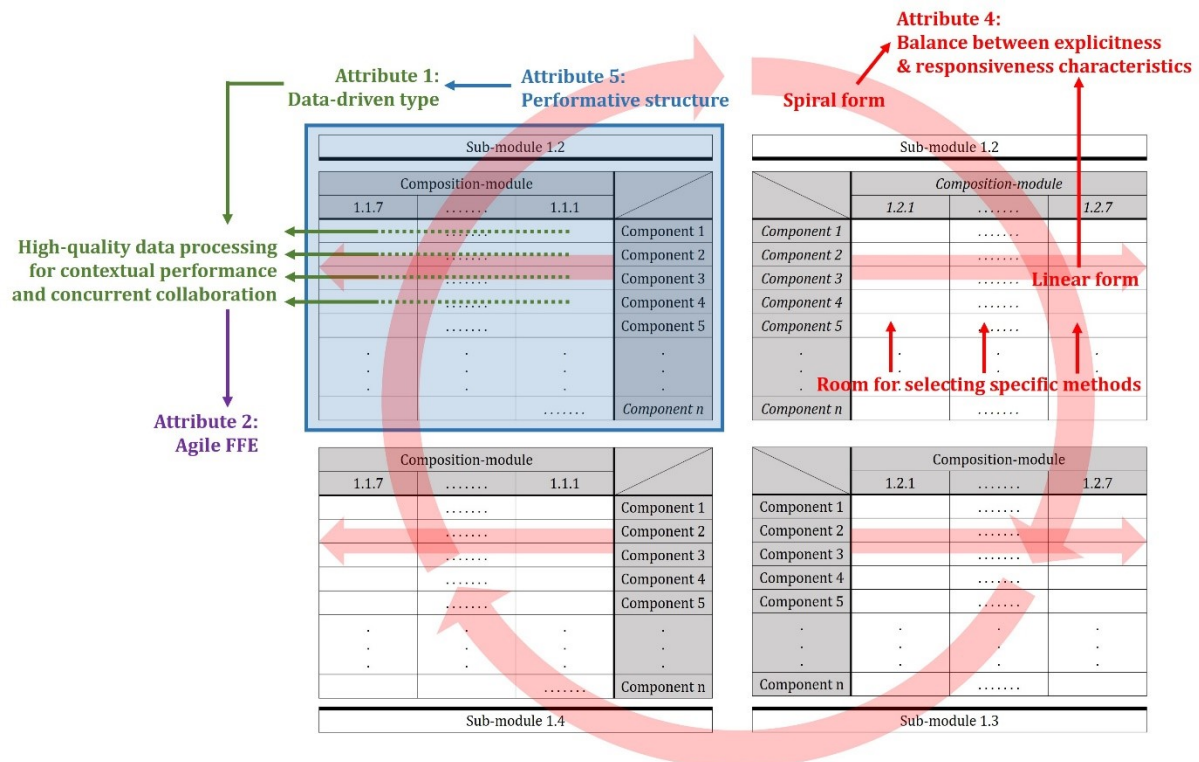 Attribute 4:
Balance between explicitness
& responsiveness characteristics
Attribute 1:
Data-driven type
Attribute 5:
Performative structure
Spiral form
Sub-module 1.2
Composition-module
1.1.7 ....... 1.1.1
....... Component 1
....... Component 2
....... Component 3
....... Component 4
....... Component 5
. . . .
. . . .
. . . .
....... Component n
High-quality data processing
for contextual performance
and concurrent collaboration
Attribute 2:
Agile FFE
Sub-module 1.2
Composition-module
1.2.1 ....... 1.2.7
Component 1 .......
Component 2 .......
Component 3 .......
Component 4 .......
Component 5 .......
. . . .
. . . .
. . . .
Component n .......
Linear form
Room for selecting specific methods
Composition-module
1.1.7 ....... 1.1.1
....... Component 1
....... Component 2
....... Component 3
....... Component 4
....... Component 5
. . . .
. . . .
. . . .
....... Component n
Sub-module 1.4
Composition-module
1.2.1 ....... 1.2.7
Component 1 .......
Component 2 .......
Component 3 .......
Component 4 .......
Component 5 .......
. . . .
. . . .
. . . .
Component n .......
Sub-module 1.3